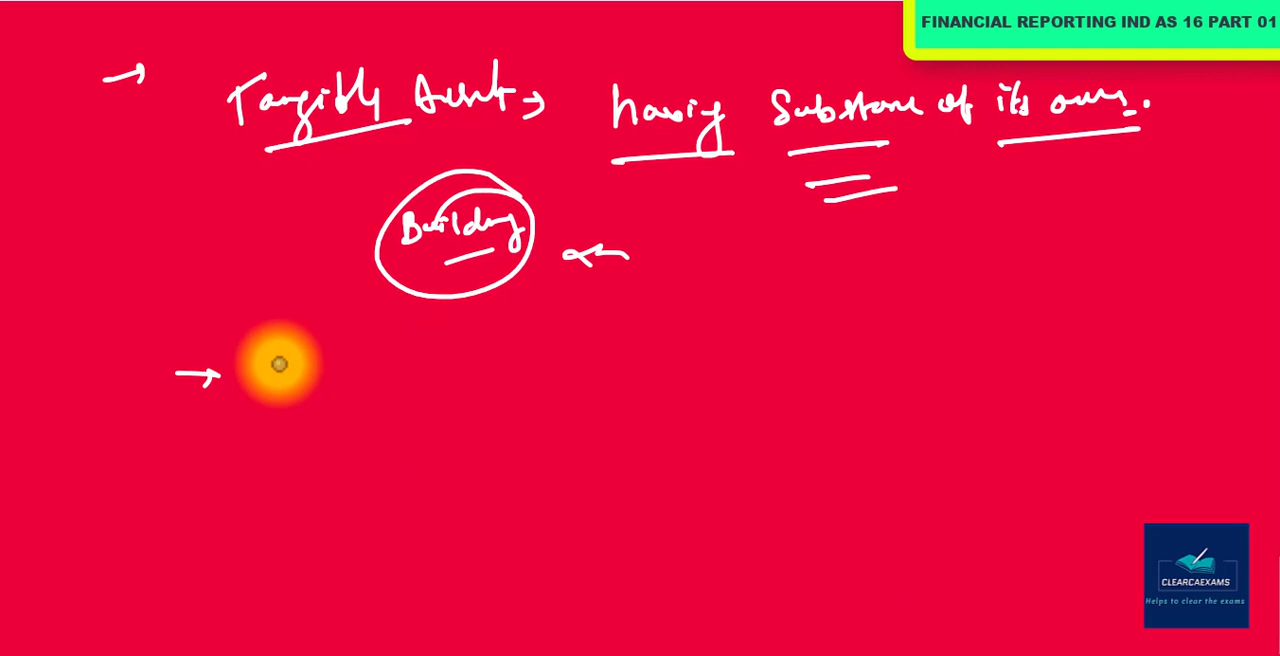 FINANCIAL REPORTING IND AS 16 PART 01
→ Tangible Asset → having Substance of its own.
Building ←
→
CLEARCAEXAMS
Helps to clear the exams